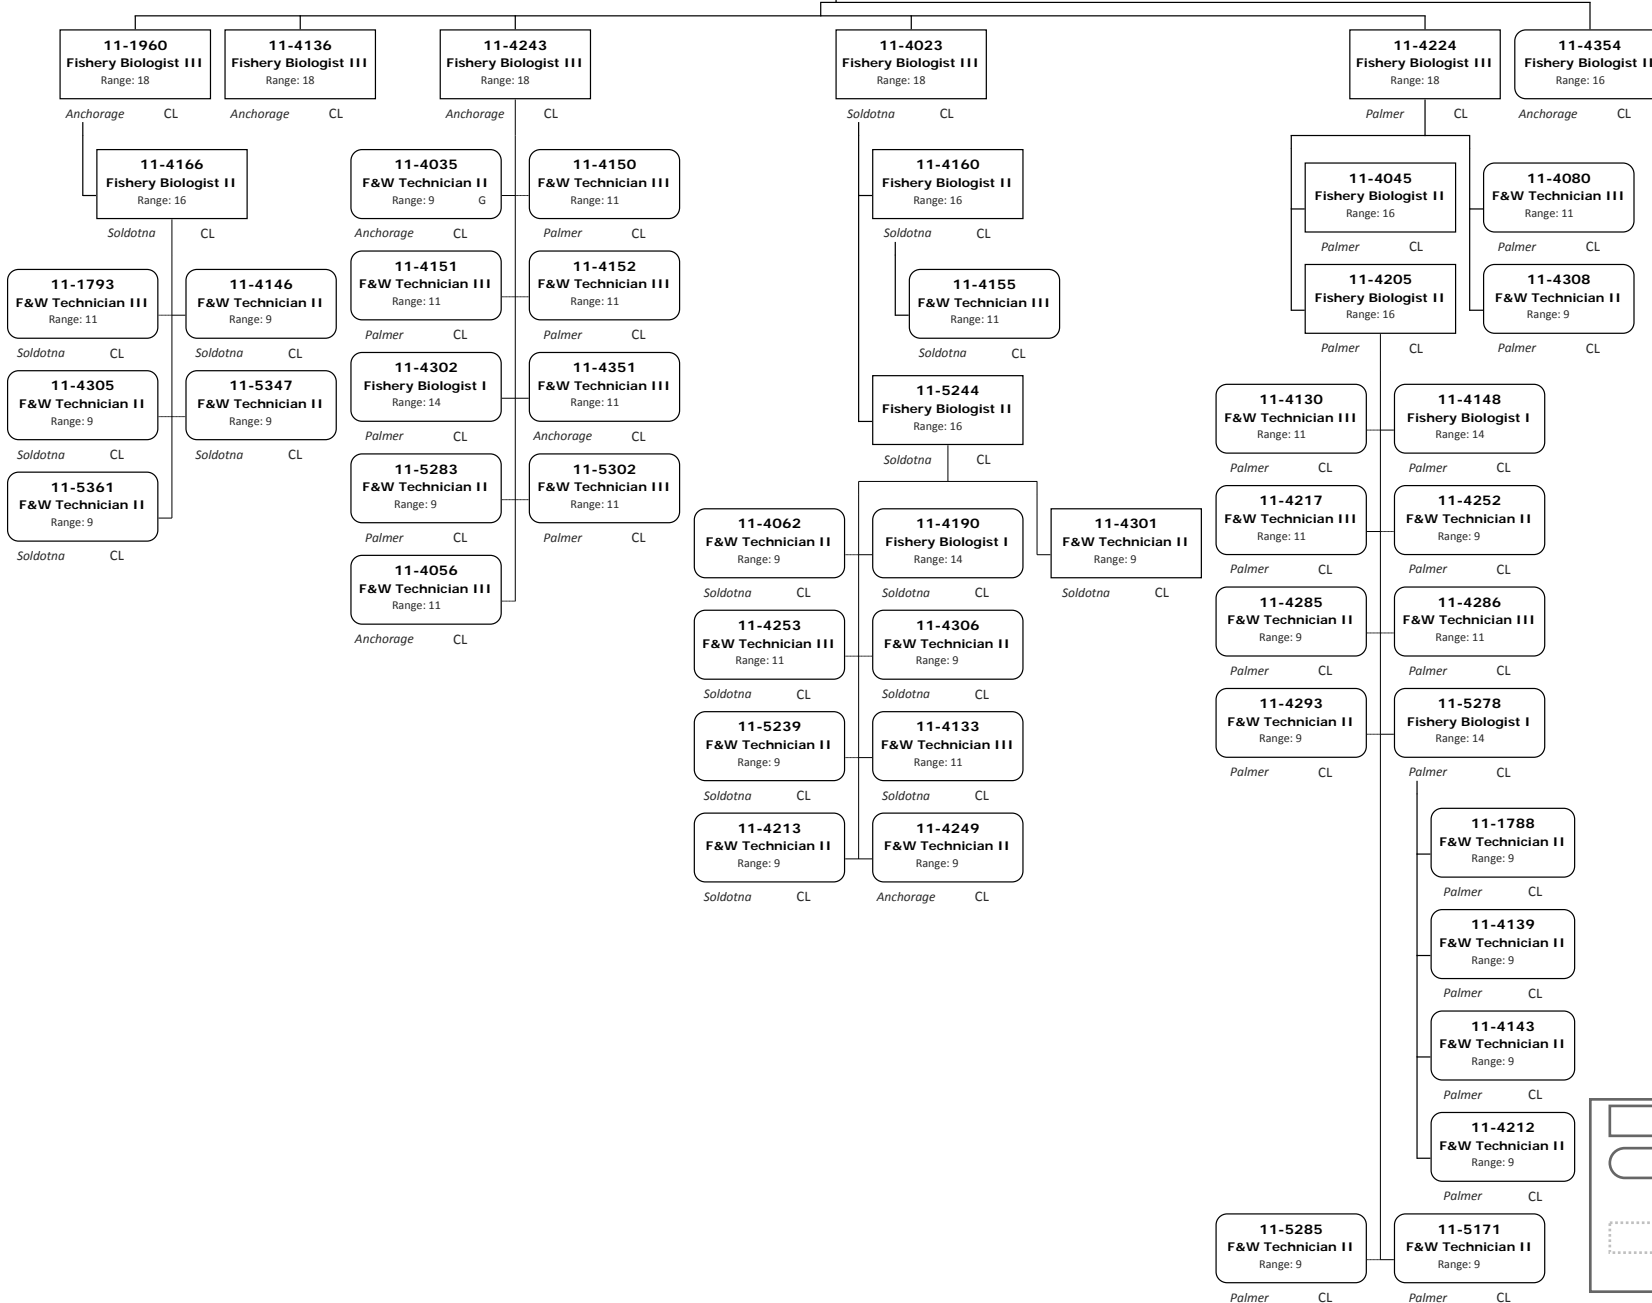 11-1960
Fishery Biologist III
Range: 18
Anchorage CL
11-4136
Fishery Biologist III
Range: 18
Anchorage CL
11-4243
Fishery Biologist III
Range: 18
Anchorage CL
11-4023
Fishery Biologist III
Range: 18
Soldotna CL
11-4224
Fishery Biologist III
Range: 18
Palmer CL
11-4354
Fishery Biologist
Range: 16
Anchorage CL
11-4166
Fishery Biologist II
Range: 16
Soldotna CL
11-1793
F&W Technician III
Range: 11
Soldotna CL
11-4146
F&W Technician II
Range: 9
Soldotna CL
11-4305
F&W Technician II
Range: 9
Soldotna CL
11-5347
F&W Technician II
Range: 9
Soldotna CL
11-5361
F&W Technician II
Range: 9
Soldotna CL
11-4035
F&W Technician II
Range: 9 G
Anchorage CL
11-4150
F&W Technician III
Range: 11
Palmer CL
11-4151
F&W Technician III
Range: 11
Palmer CL
11-4152
F&W Technician III
Range: 11
Palmer CL
11-4302
Fishery Biologist I
Range: 14
Palmer CL
11-4351
F&W Technician III
Range: 11
Anchorage CL
11-5283
F&W Technician II
Range: 9
Palmer CL
11-5302
F&W Technician III
Range: 11
Palmer CL
11-4056
F&W Technician III
Range: 11
Anchorage CL
11-4160
Fishery Biologist II
Range: 16
Soldotna CL
11-4155
F&W Technician III
Range: 11
Soldotna CL
11-5244
Fishery Biologist II
Range: 16
Soldotna CL
11-4062
F&W Technician II
Range: 9
Soldotna CL
11-4190
Fishery Biologist I
Range: 14
Soldotna CL
11-4301
F&W Technician II
Range: 9
Soldotna CL
11-4253
F&W Technician III
Range: 11
Soldotna CL
11-4306
F&W Technician II
Range: 9
Soldotna CL
11-5239
F&W Technician II
Range: 9
Soldotna CL
11-4133
F&W Technician III
Range: 11
Soldotna CL
11-4213
F&W Technician II
Range: 9
Soldotna CL
11-4249
F&W Technician II
Range: 9
Anchorage CL
11-4045
Fishery Biologist II
Range: 16
Palmer CL
11-4080
F&W Technician III
Range: 11
Palmer CL
11-4205
Fishery Biologist II
Range: 16
Palmer CL
11-4308
F&W Technician II
Range: 9
Palmer CL
11-4130
F&W Technician III
Range: 11
Palmer CL
11-4148
Fishery Biologist I
Range: 14
Palmer CL
11-4217
F&W Technician III
Range: 11
Palmer CL
11-4252
F&W Technician II
Range: 9
Palmer CL
11-4285
F&W Technician II
Range: 9
Palmer CL
11-4286
F&W Technician III
Range: 11
Palmer CL
11-4293
F&W Technician II
Range: 9
Palmer CL
11-5278
Fishery Biologist I
Range: 14
Palmer CL
11-1788
F&W Technician II
Range: 9
Palmer CL
11-4139
F&W Technician II
Range: 9
Palmer CL
11-4143
F&W Technician II
Range: 9
Palmer CL
11-4212
F&W Technician II
Range: 9
Palmer CL
11-5285
F&W Technician II
Range: 9
Palmer CL
11-5171
F&W Technician II
Range: 9
Palmer CL